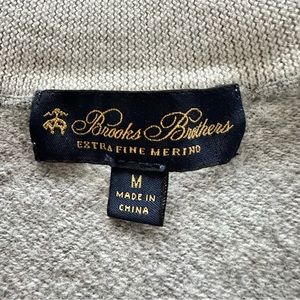 Brooks Brothers
EXTRA FINE MERINO
M
MADE IN
CHINA